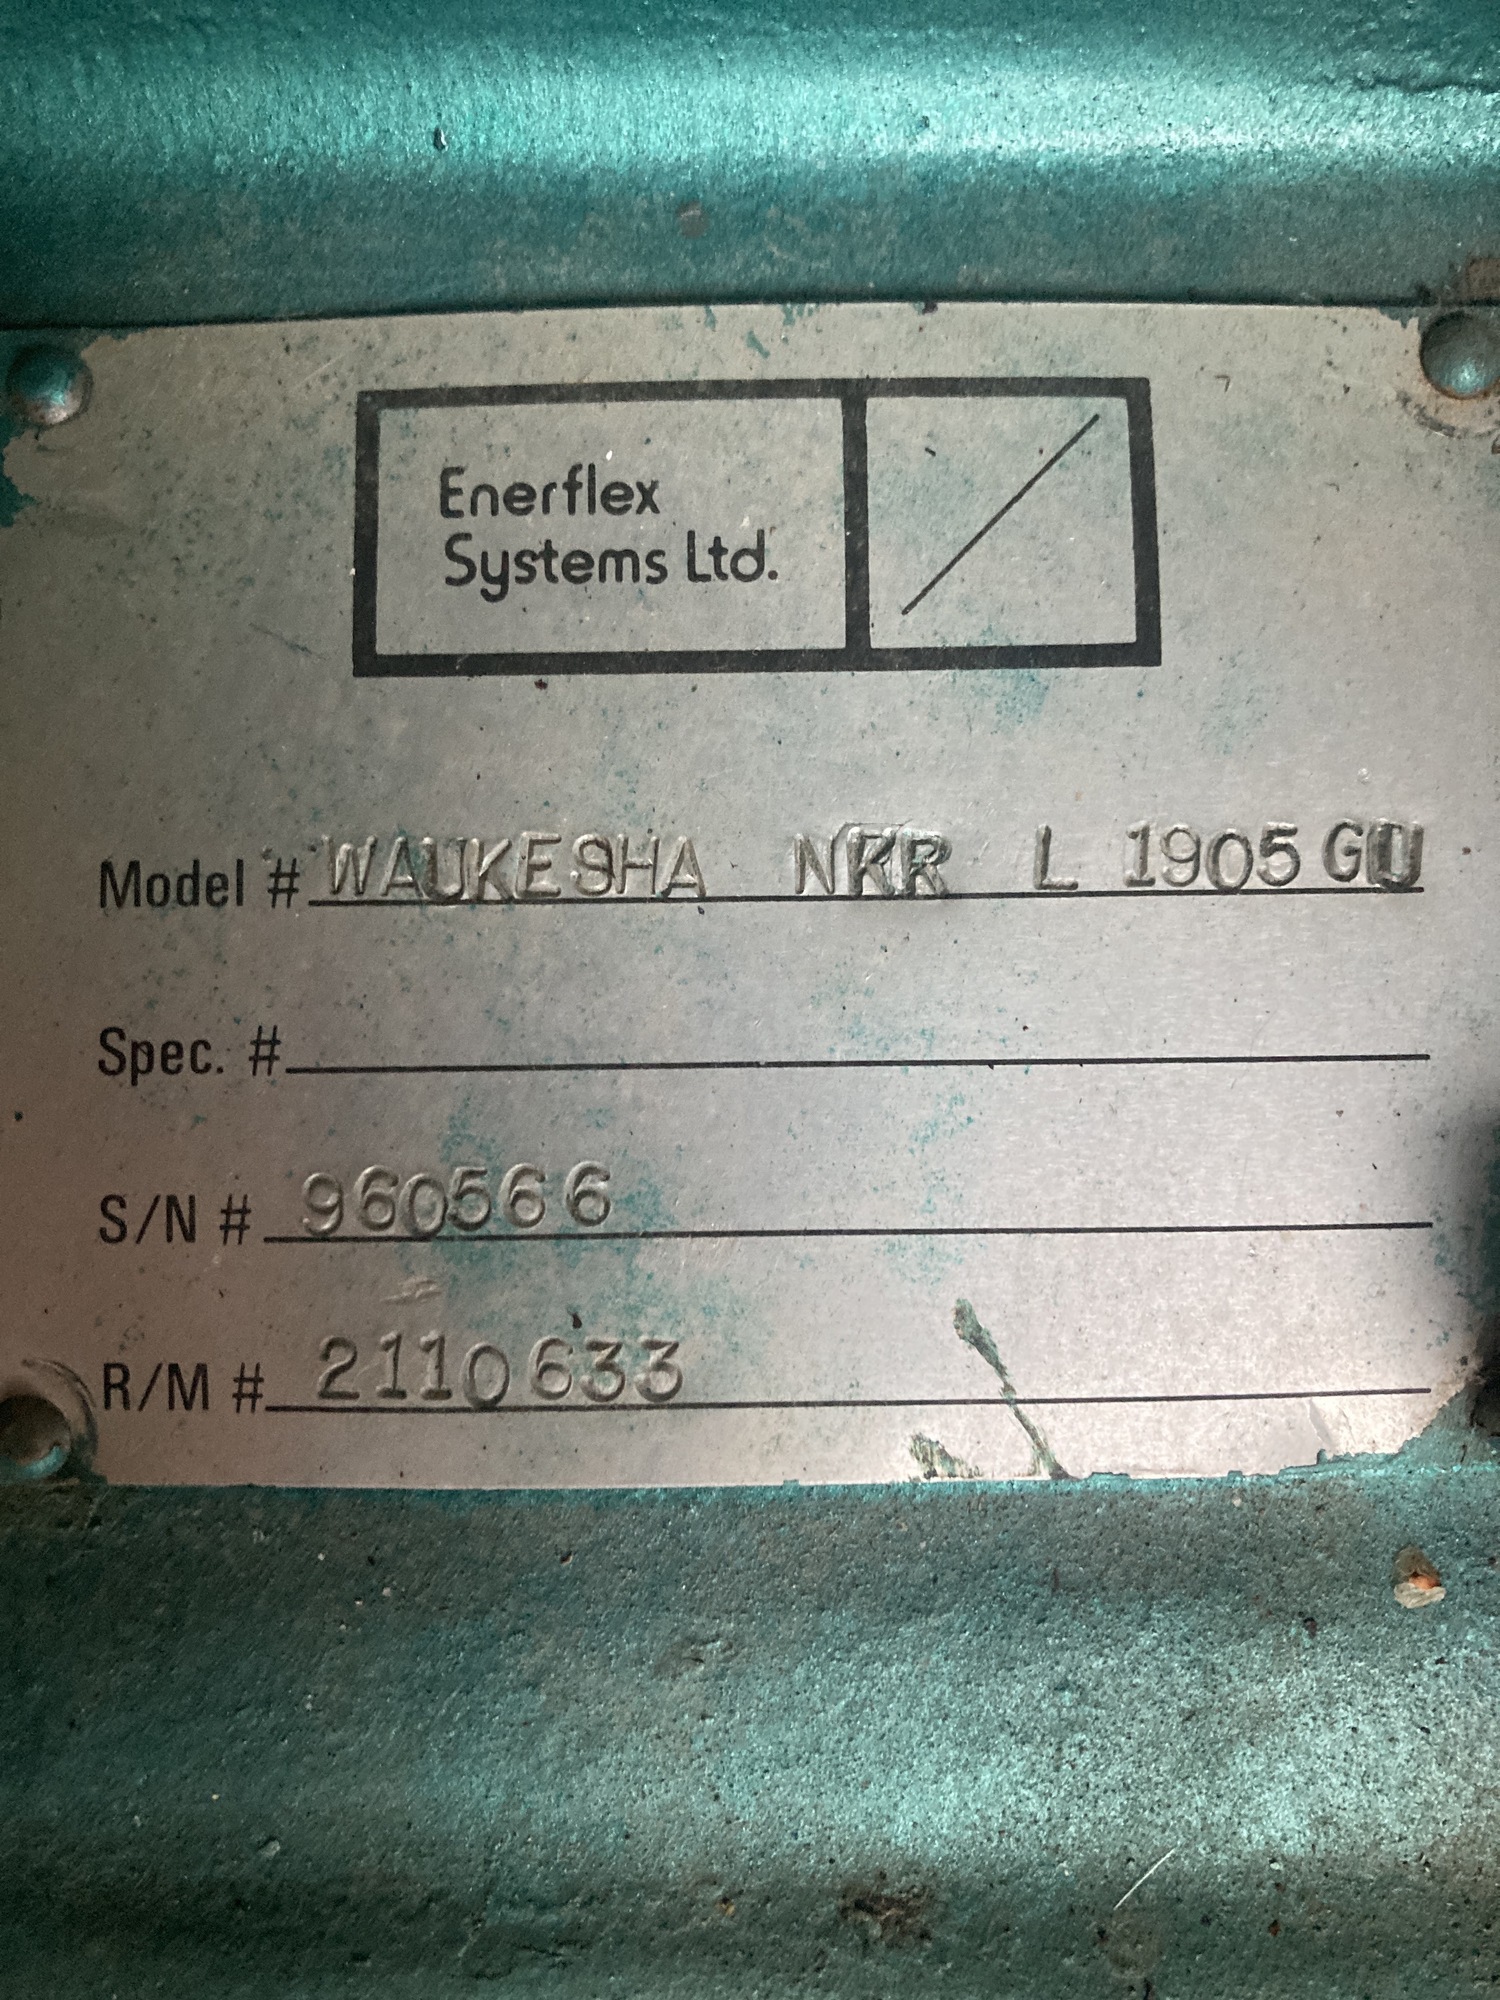 Enerflex
Systems Ltd.
Model # WAUKESHA NKR L 1905 GU
Spec. #
S/N # 960566
R/M # 2110633